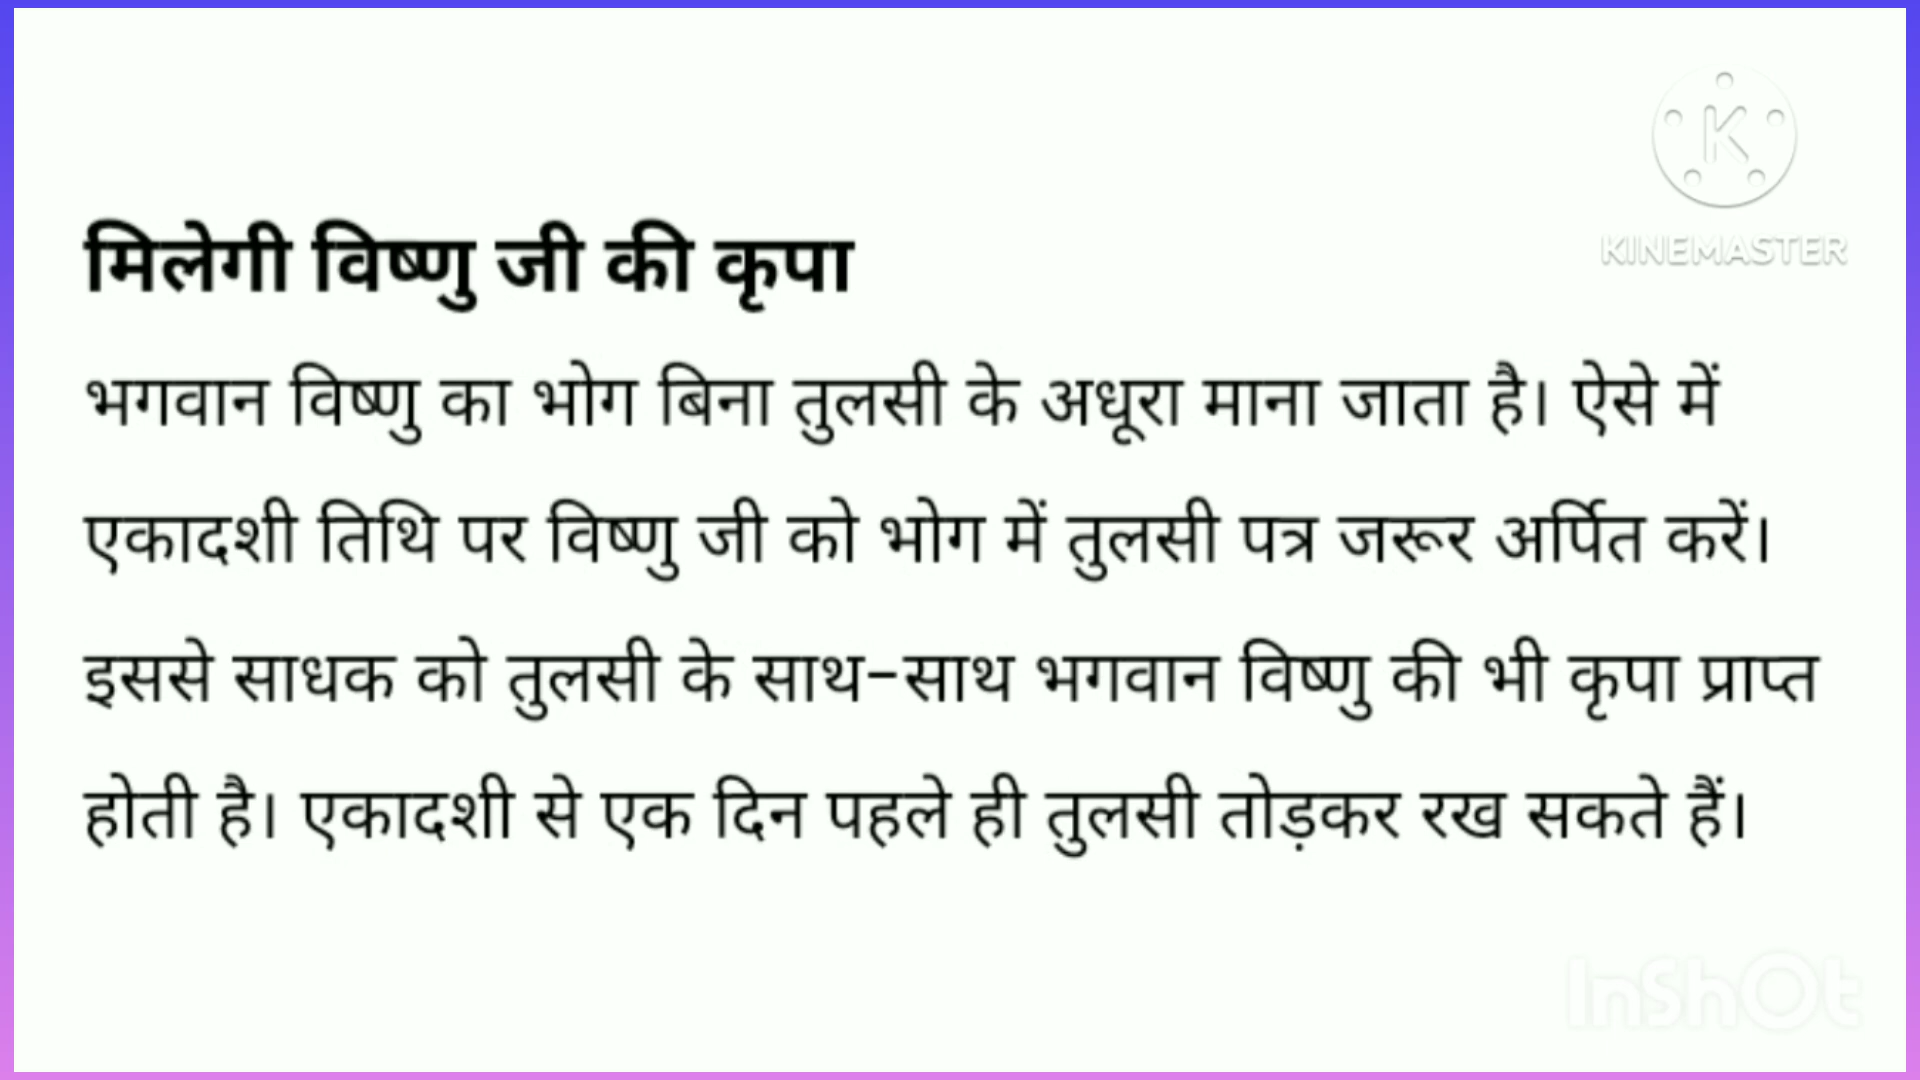 KINEMASTER
मिलेगी विष्णु जी की कृपा
भगवान विष्णु का भोग बिना तुलसी के अधूरा माना जाता है। ऐसे में
एकादशी तिथि पर विष्णु जी को भोग में तुलसी पत्र जरूर अर्पित करें।
इससे साधक को तुलसी के साथ-साथ भगवान विष्णु की भी कृपा प्राप्त
होती है। एकादशी से एक दिन पहले ही तुलसी तोड़कर रख सकते हैं।
InShOt